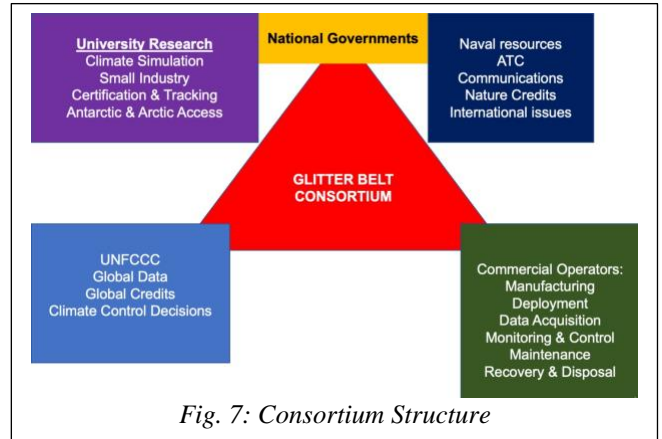 University Research
Climate Simulation
Small Industry
Certification & Tracking
Antarctic & Arctic Access
National Governments
Naval resources
ATC
Communications
Nature Credits
International issues
GLITTER BELT
CONSORTIUM
UNFCCC
Global Data
Global Credits
Climate Control Decisions
Commercial Operators:
Manufacturing
Deployment
Data Acquisition
Monitoring & Control
Maintenance
Recovery & Disposal
Fig. 7: Consortium Structure